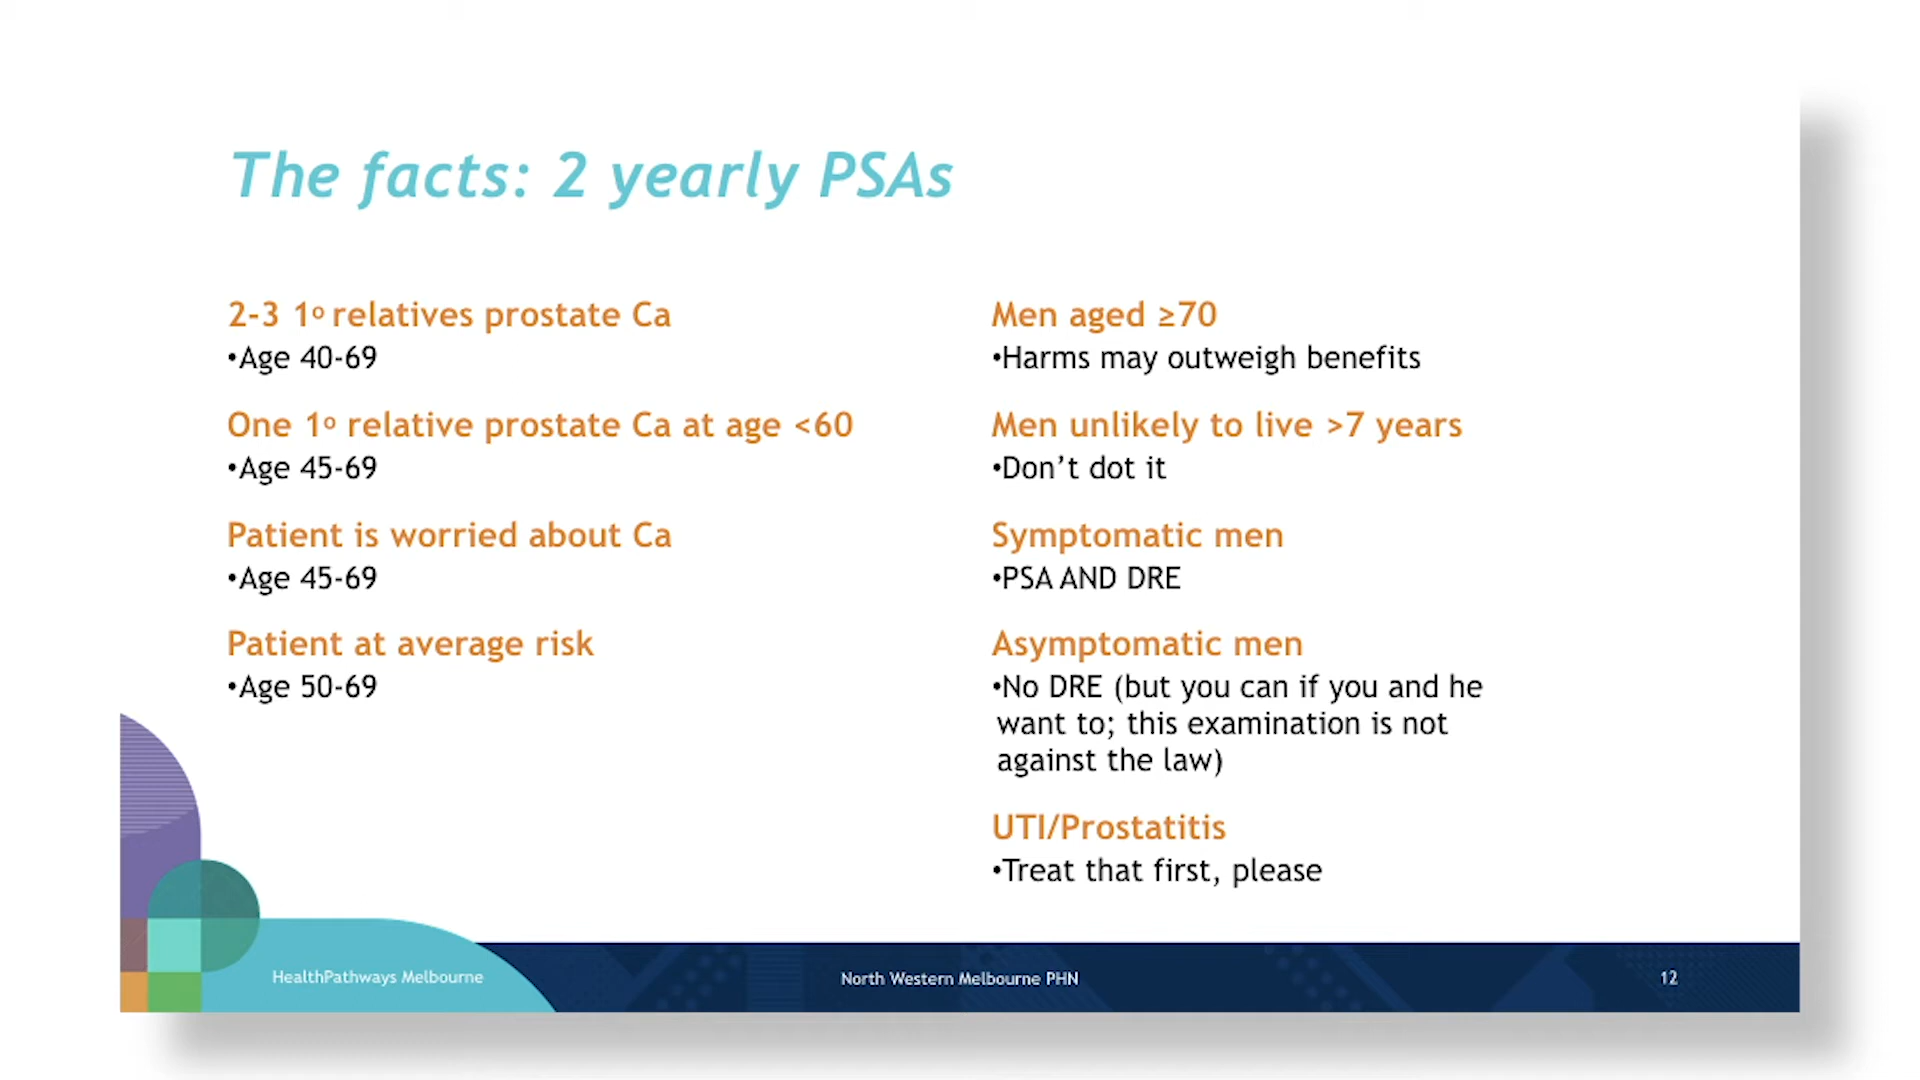 The facts: 2 yearly PSAs
2-3 1º relatives prostate Ca
•Age 40-69
One 1º relative prostate Ca at age <60
•Age 45-69
Patient is worried about Ca
•Age 45-69
Patient at average risk
•Age 50-69
Men aged ≥70
•Harms may outweigh benefits
Men unlikely to live >7 years
•Don’t dot it
Symptomatic men
•PSA AND DRE
Asymptomatic men
•No DRE (but you can if you and he
want to; this examination is not
against the law)
UTI/Prostatitis
•Treat that first, please
HealthPathways Melbourne
North Western Melbourne PHN
12